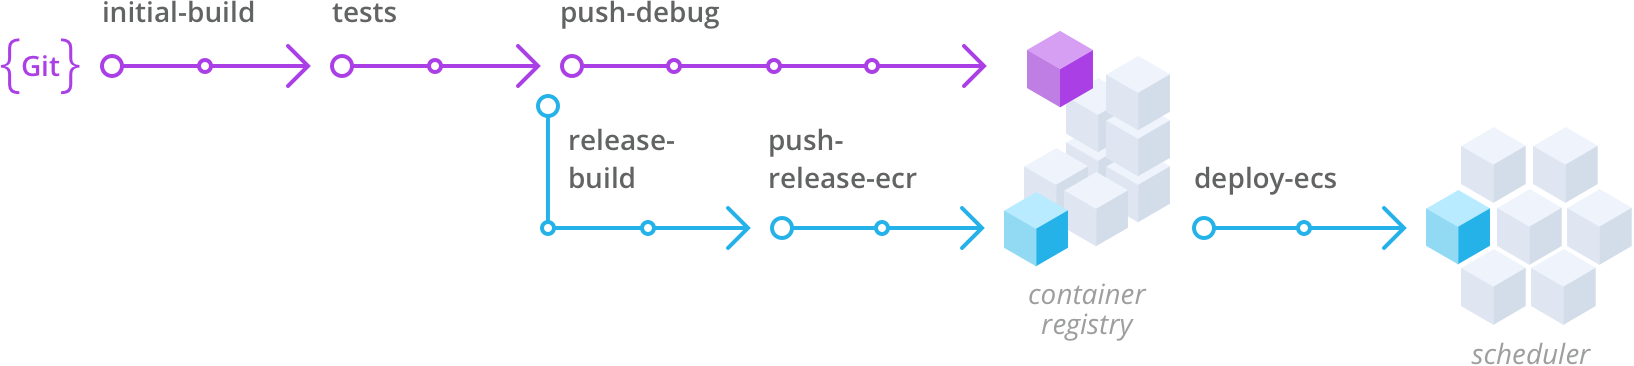 initial-build
tests
push-debug
{Git}
release-
build
push-
release-ecr
deploy-ecs
container
registry
scheduler